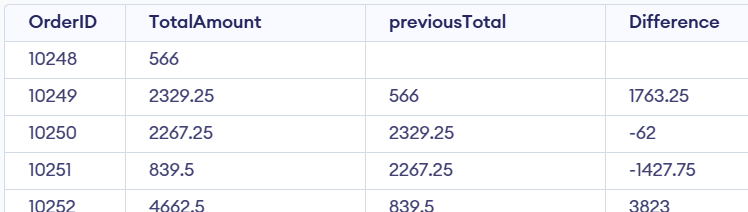 OrderID TotalAmount previousTotal Difference
10248 566
10249 2329.25 566 1763.25
10250 2267.25 2329.25 -62
10251 839.5 2267.25 -1427.75
10252 4662.5 839.5 3823